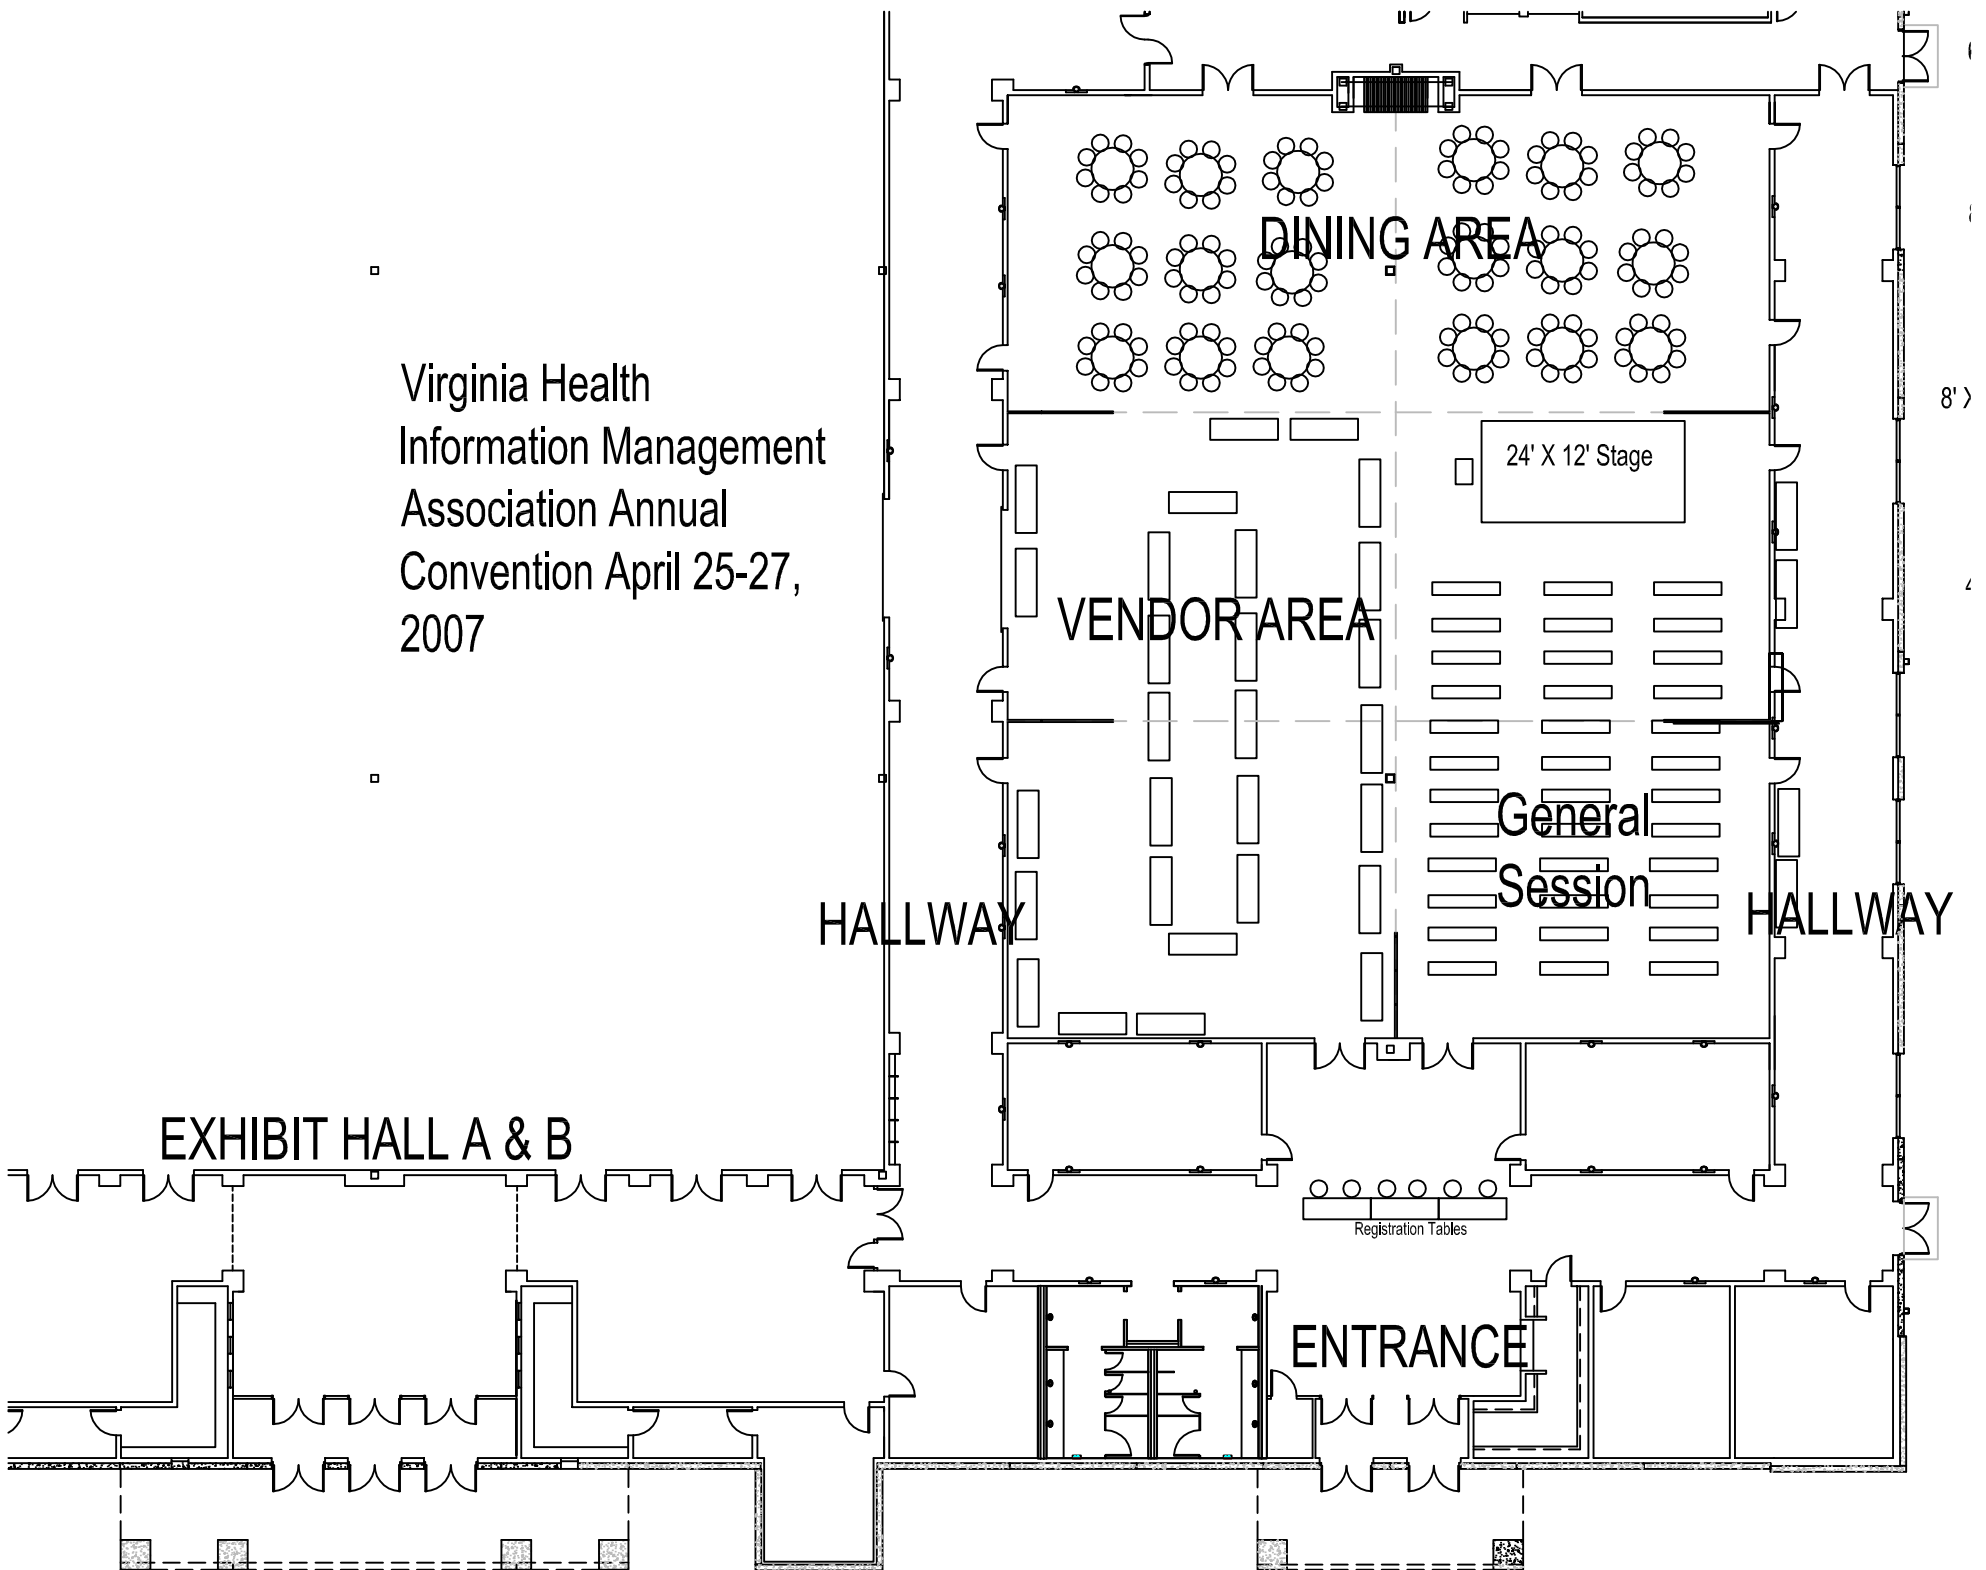 DINING AREA
Virginia Health
Information Management
Association Annual
Convention April 25-27,
2007
8' X
24' X 12' Stage
VENDOR AREA
General
Session
HALLWAY
HALLWAY
EXHIBIT HALL A & B
Registration Tables
ENTRANCE